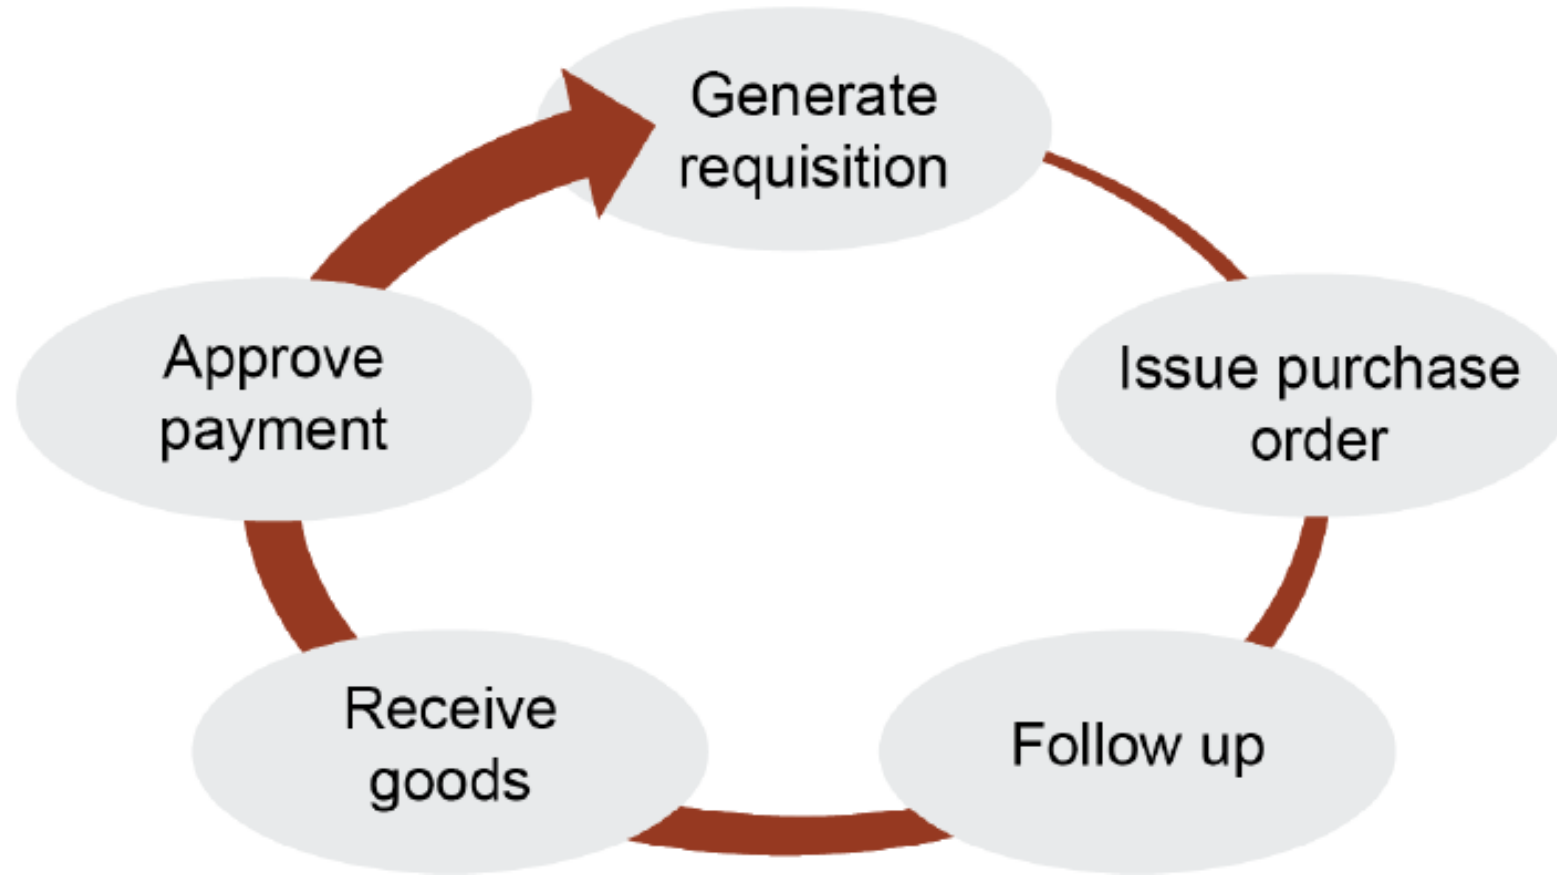 Generate
requisition
Issue purchase
order
Follow up
Receive
goods
Approve
payment